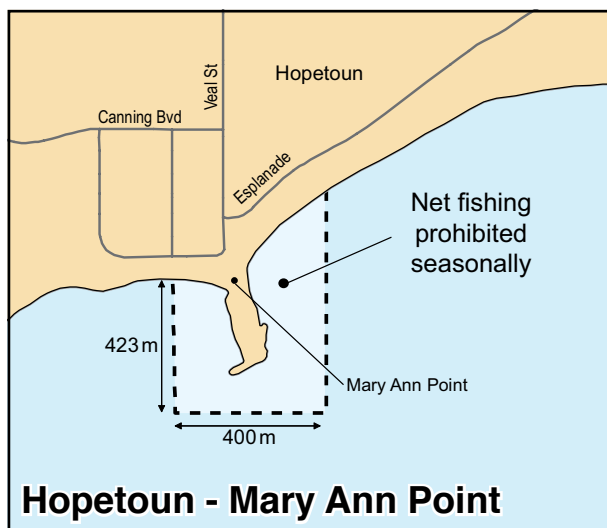 Veal St
Hopetoun
Canning Bvd
Esplanade
Net fishing
prohibited
seasonally
423 m
Mary Ann Point
400 m
Hopetoun - Mary Ann Point